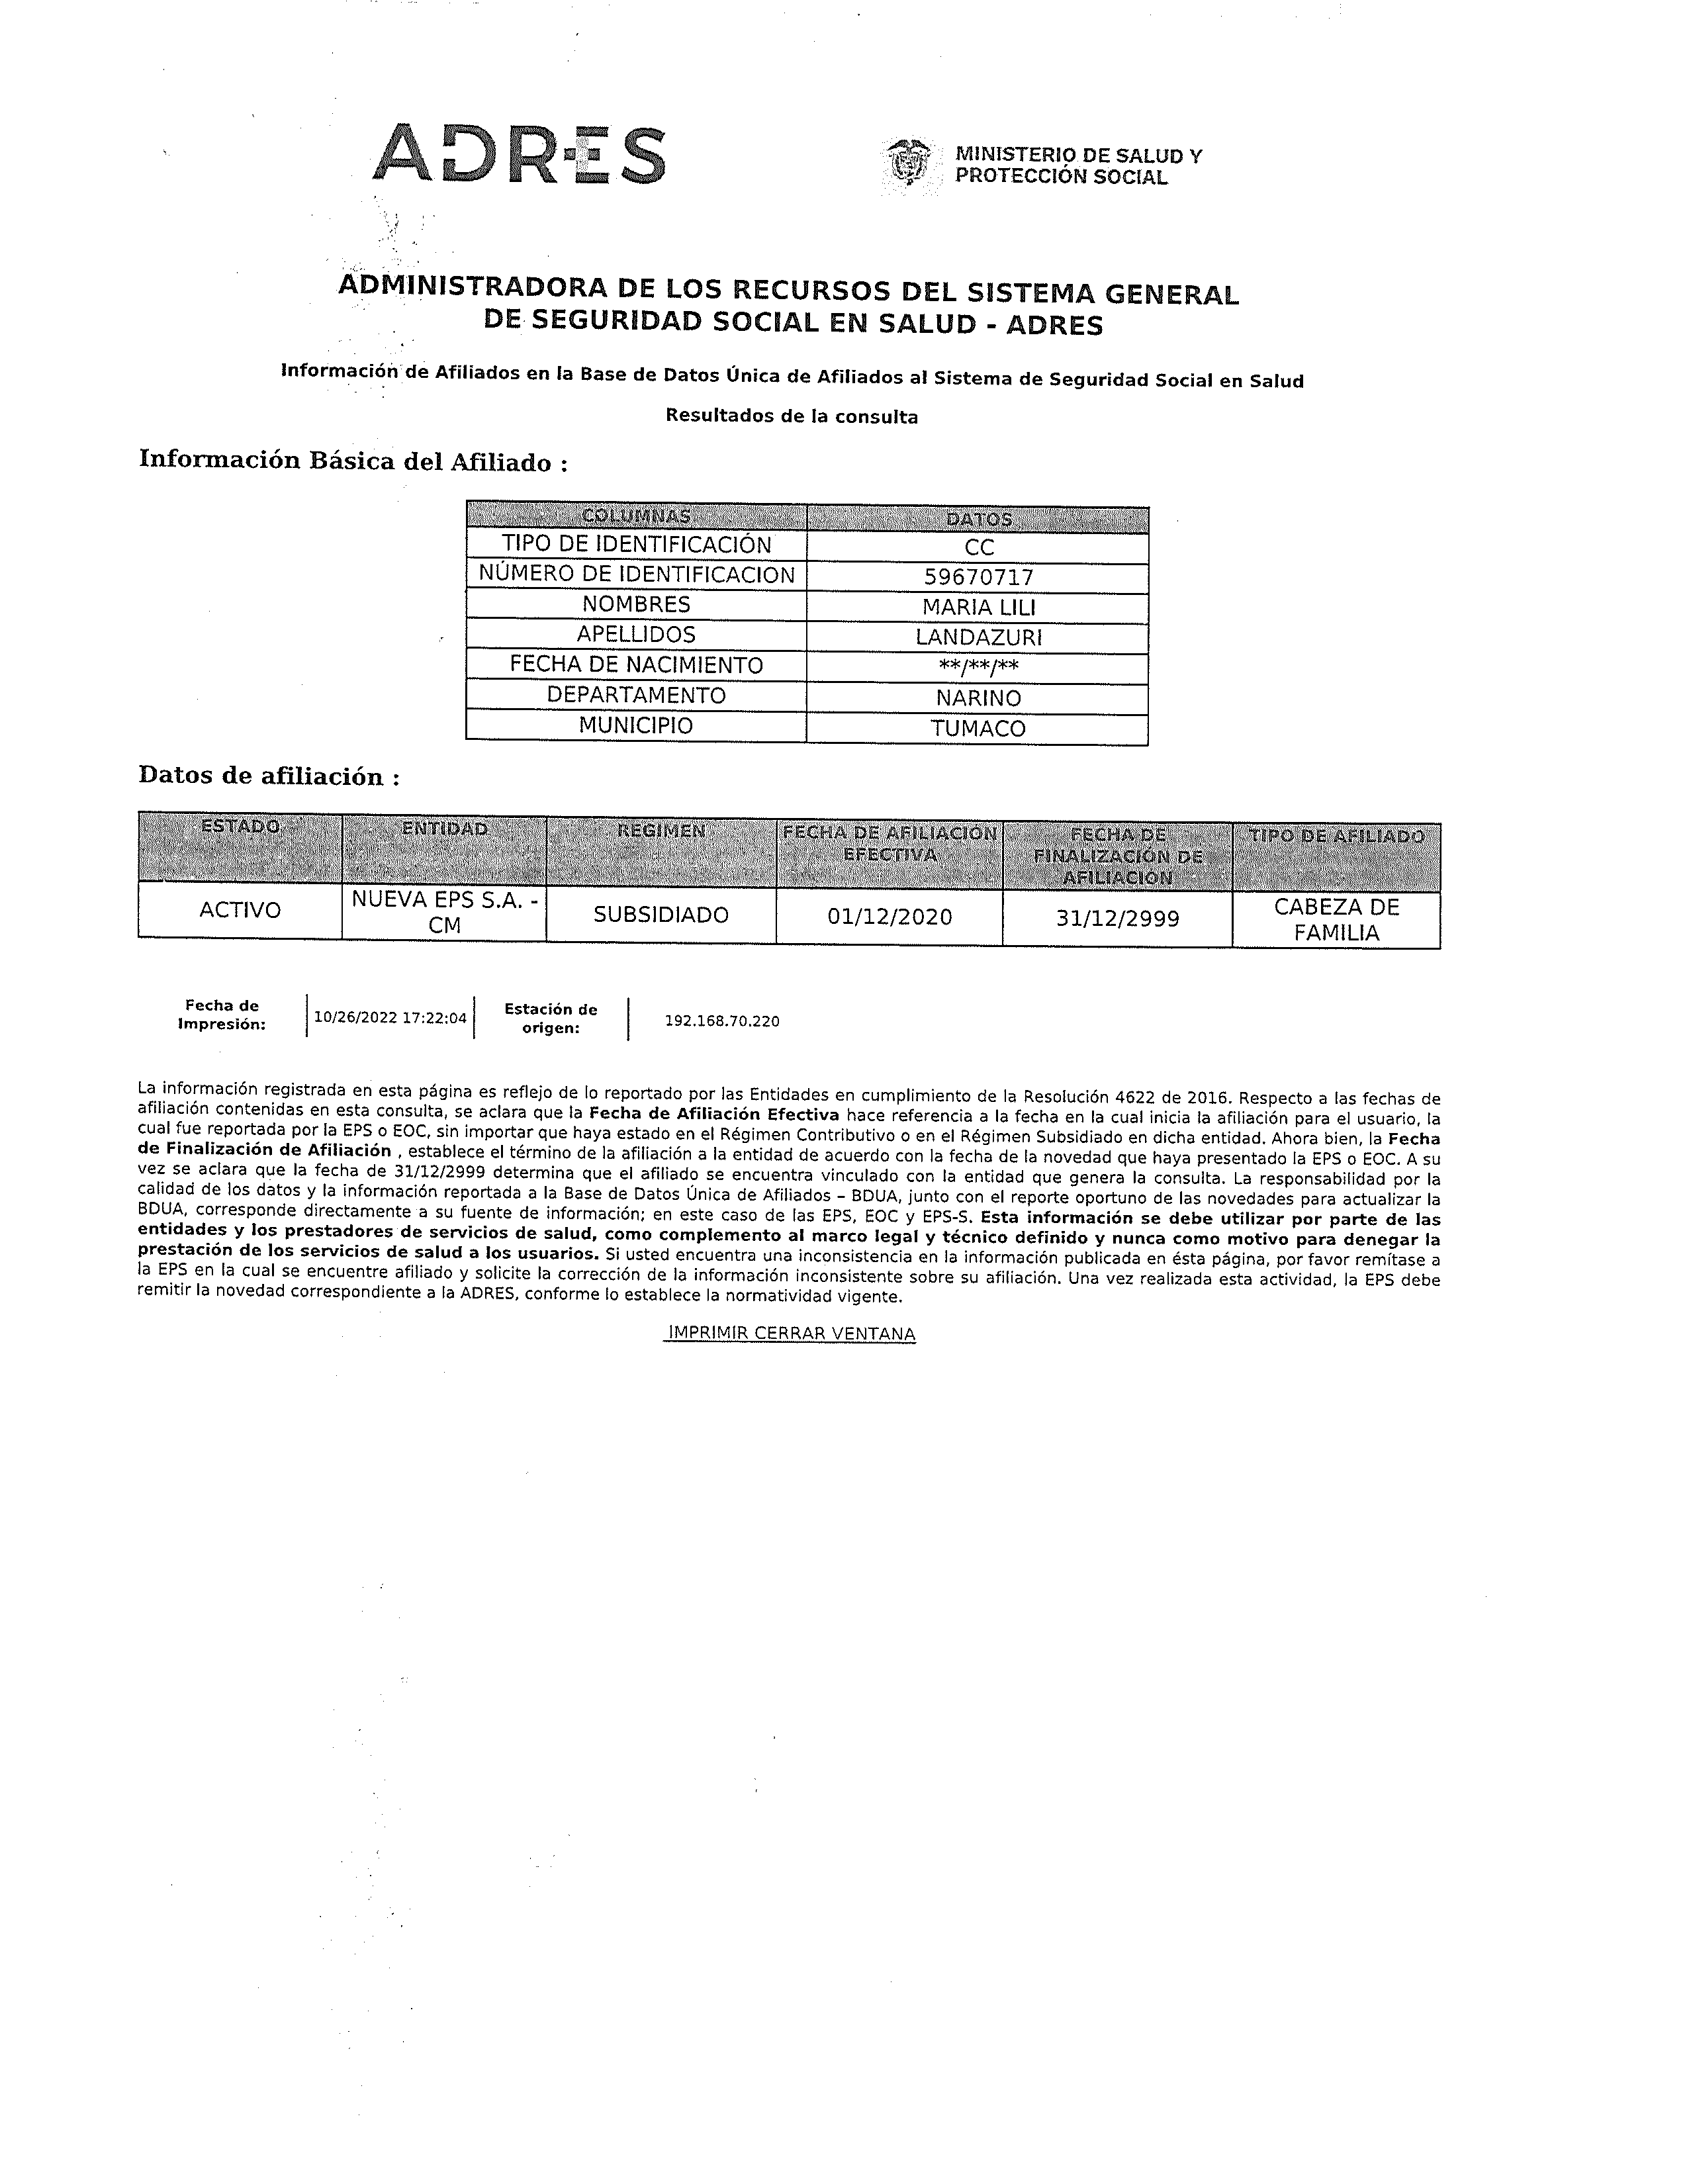 ADRES
MINISTERIO DE SALUD Y
PROTECCIÓN SOCIAL
ADMINISTRADORA DE LOS RECURSOS DEL SISTEMA GENERAL
DE SEGURIDAD SOCIAL EN SALUD - ADRES
Información de Afiliados en la Base de Datos Única de Afiliados al Sistema de Seguridad Social en Salud
Resultados de la consulta
Información Básica del Afiliado :
COLUMNAS DATOS
TIPO DE IDENTIFICACIÓN CC
NÚMERO DE IDENTIFICACION 59670717
NOMBRES MARIA LILI
APELLIDOS LANDAZURI
FECHA DE NACIMIENTO **/**/**
DEPARTAMENTO NARINO
MUNICIPIO TUMACO
Datos de afiliación :
ESTADO ENTIDAD REGIMEN FECHA DE AFILIACIÓN EFECTIVA FECHA DE FINALIZACIÓN DE AFILIACIÓN TIPO DE AFILIADO
ACTIVO NUEVA EPS S.A. - CM SUBSIDIADO 01/12/2020 31/12/2999 CABEZA DE FAMILIA
Fecha de Impresión: 10/26/2022 17:22:04 Estación de origen: 192.168.70.220
La información registrada en esta página es reflejo de lo reportado por las Entidades en cumplimiento de la Resolución 4622 de 2016. Respecto a las fechas de
afiliación contenidas en esta consulta, se aclara que la Fecha de Afiliación Efectiva hace referencia a la fecha en la cual inicia la afiliación para el usuario, la
cual fue reportada por la EPS o EOC, sin importar que haya estado en el Régimen Contributivo o en el Régimen Subsidiado en dicha entidad. Ahora bien, la Fecha
de Finalización de Afiliación , establece el término de la afiliación a la entidad de acuerdo con la fecha de la novedad que haya presentado la EPS o EOC. A su
vez se aclara que la fecha de 31/12/2999 determina que el afiliado se encuentra vinculado con la entidad que genera la consulta. La responsabilidad por la
calidad de los datos y la información reportada a la Base de Datos Única de Afiliados – BDUA, junto con el reporte oportuno de las novedades para actualizar la
BDUA, corresponde directamente a su fuente de información; en este caso de las EPS, EOC y EPS-S. Esta información se debe utilizar por parte de las
entidades y los prestadores de servicios de salud, como complemento al marco legal y técnico definido y nunca como motivo para denegar la
prestación de los servicios de salud a los usuarios. Si usted encuentra una inconsistencia en la información publicada en ésta página, por favor remítase a
la EPS en la cual se encuentre afiliado y solicite la corrección de la información inconsistente sobre su afiliación. Una vez realizada esta actividad, la EPS debe
remitir la novedad correspondiente a la ADRES, conforme lo establece la normatividad vigente.
IMPRIMIR CERRAR VENTANA